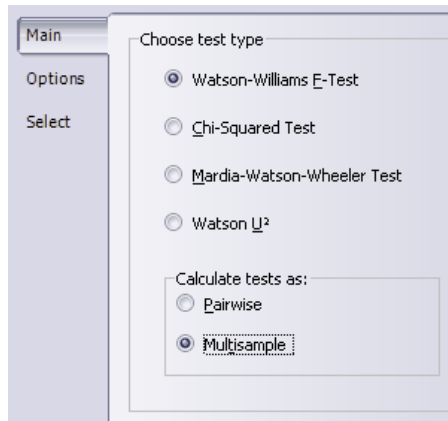 Main
Options
Select
Choose test type
Watson-Williams F-Test
Chi-Squared Test
Mardia-Watson-Wheeler Test
Watson U²
Calculate tests as:
Pairwise
Multisample